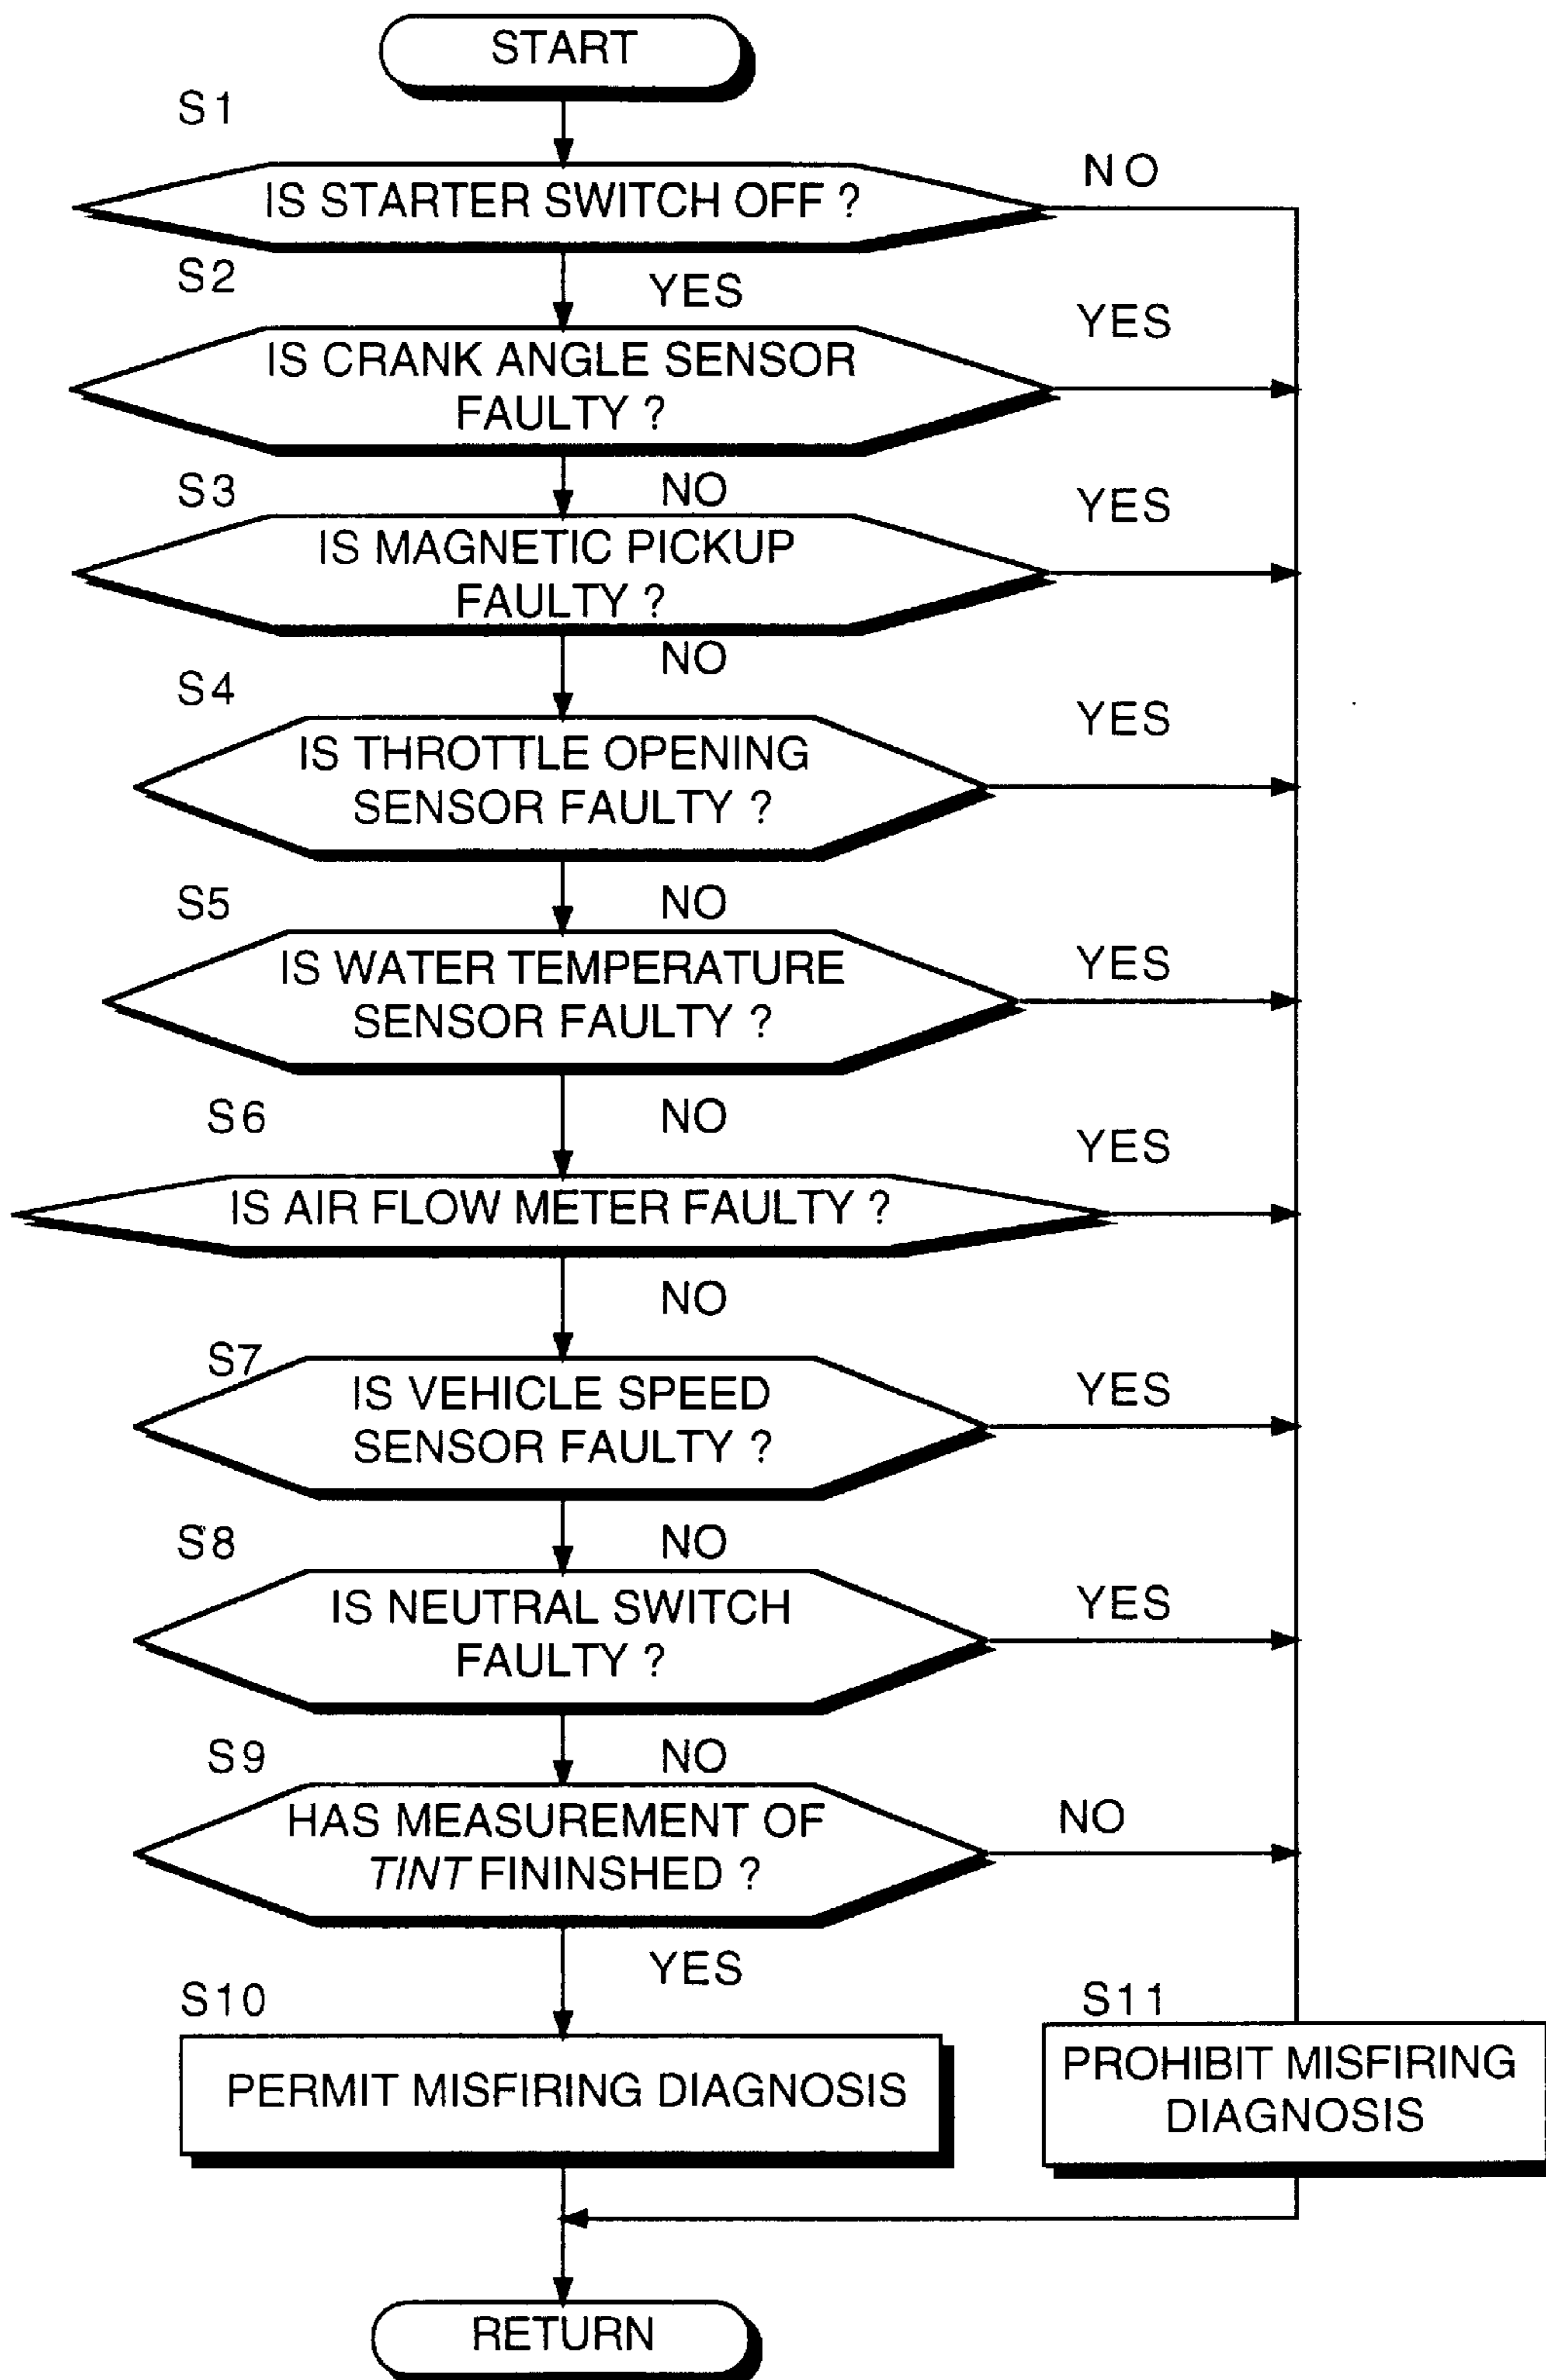 START
S1
IS STARTER SWITCH OFF ?
NO
S2
YES
IS CRANK ANGLE SENSOR
FAULTY ?
YES
S3
NO
IS MAGNETIC PICKUP
FAULTY ?
YES
NO
S4
IS THROTTLE OPENING
SENSOR FAULTY ?
YES
S5
NO
IS WATER TEMPERATURE
SENSOR FAULTY ?
YES
S6
NO
IS AIR FLOW METER FAULTY ?
YES
NO
S7
IS VEHICLE SPEED
SENSOR FAULTY ?
YES
S8
NO
IS NEUTRAL SWITCH
FAULTY ?
YES
S9
NO
HAS MEASUREMENT OF
TINT FININSHED ?
NO
YES
S10
PERMIT MISFIRING DIAGNOSIS
S11
PROHIBIT MISFIRING
DIAGNOSIS
RETURN